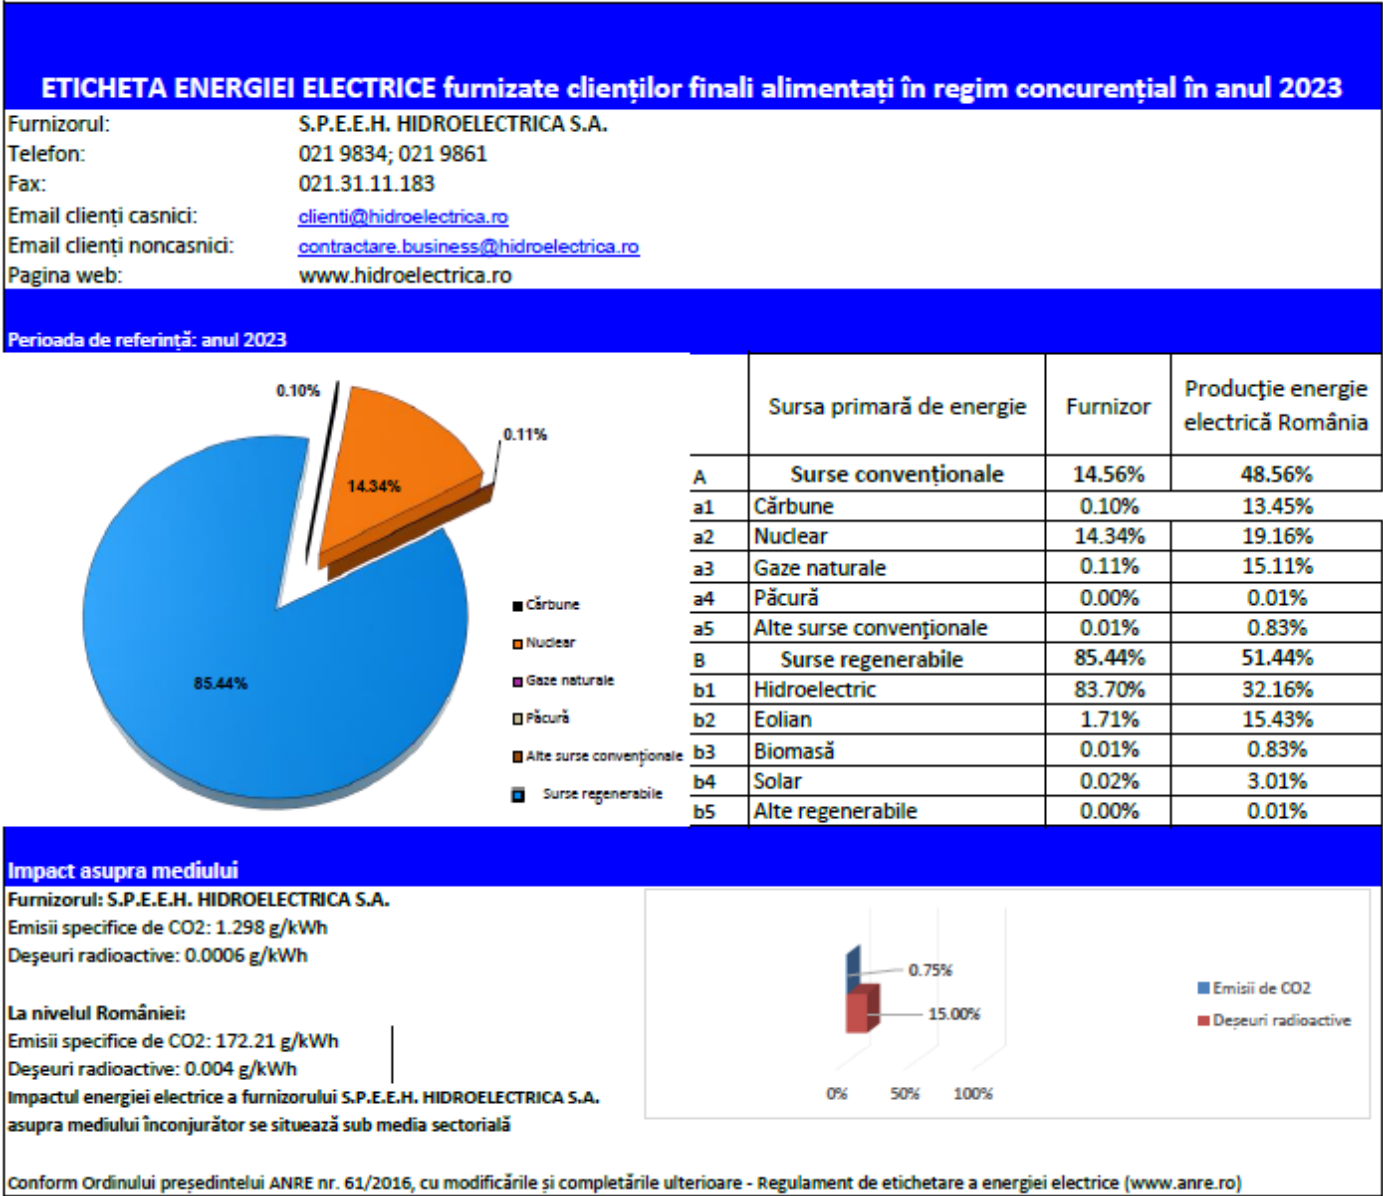 ETICHETA ENERGIEI ELECTRICE furnizate clienților finali alimentați în regim concurențial în anul 2023
Furnizorul: S.P.E.E.H. HIDROELECTRICA S.A.
Telefon: 021 9834; 021 9861
Fax: 021.31.11.183
Email clienți casnici: clienti@hidroelectrica.ro
Email clienți noncasnici: contractare.business@hidroelectrica.ro
Pagina web: www.hidroelectrica.ro
Perioada de referință: anul 2023
0.10%
0.11%
14.34%
85.44%
Cărbune
Nuclear
Gaze naturale
Păcură
Alte surse convenționale
Surse regenerabile
Sursa primară de energie Furnizor Producţie energie electrică România
A Surse convenționale 14.56% 48.56%
a1 Cărbune 0.10% 13.45%
a2 Nuclear 14.34% 19.16%
a3 Gaze naturale 0.11% 15.11%
a4 Păcură 0.00% 0.01%
a5 Alte surse convenţionale 0.01% 0.83%
B Surse regenerabile 85.44% 51.44%
b1 Hidroelectric 83.70% 32.16%
b2 Eolian 1.71% 15.43%
b3 Biomasă 0.01% 0.83%
b4 Solar 0.02% 3.01%
b5 Alte regenerabile 0.00% 0.01%
Impact asupra mediului
Furnizorul: S.P.E.E.H. HIDROELECTRICA S.A.
Emisii specifice de CO2: 1.298 g/kWh
Deşeuri radioactive: 0.0006 g/kWh
La nivelul României:
Emisii specifice de CO2: 172.21 g/kWh
Deşeuri radioactive: 0.004 g/kWh
Impactul energiei electrice a furnizorului S.P.E.E.H. HIDROELECTRICA S.A.
asupra mediului înconjurător se situează sub media sectorială
0.75%
15.00%
0% 50% 100%
Emisii de CO2
Deșeuri radioactive
Conform Ordinului președintelui ANRE nr. 61/2016, cu modificările și completările ulterioare - Regulament de etichetare a energiei electrice (www.anre.ro)